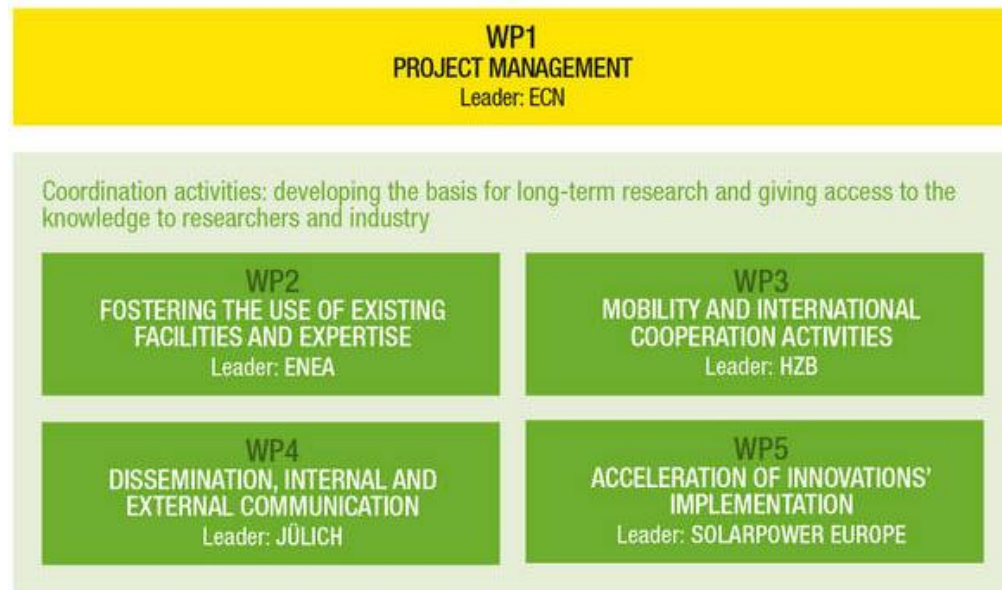 WP1
PROJECT MANAGEMENT
Leader: ECN
Coordination activities: developing the basis for long-term research and giving access to the
knowledge to researchers and industry
WP2
FOSTERING THE USE OF EXISTING
FACILITIES AND EXPERTISE
Leader: ENEA
WP3
MOBILITY AND INTERNATIONAL
COOPERATION ACTIVITIES
Leader: HZB
WP4
DISSEMINATION, INTERNAL AND
EXTERNAL COMMUNICATION
Leader: JÜLICH
WP5
ACCELERATION OF INNOVATIONS'
IMPLEMENTATION
Leader: SOLARPOWER EUROPE